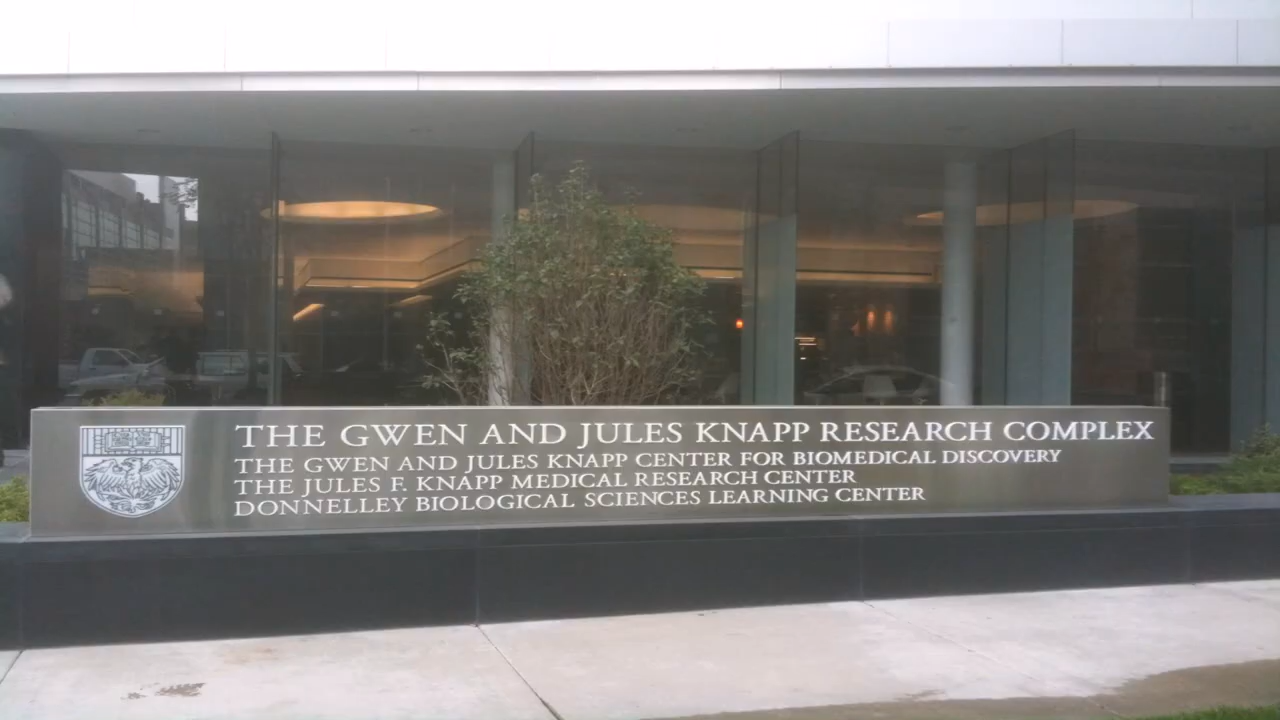 THE GWEN AND JULES KNAPP RESEARCH COMPLEX
THE GWEN AND JULES KNAPP CENTER FOR BIOMEDICAL DISCOVERY
THE JULES F. KNAPP MEDICAL RESEARCH CENTER
DONNELLEY BIOLOGICAL SCIENCES LEARNING CENTER